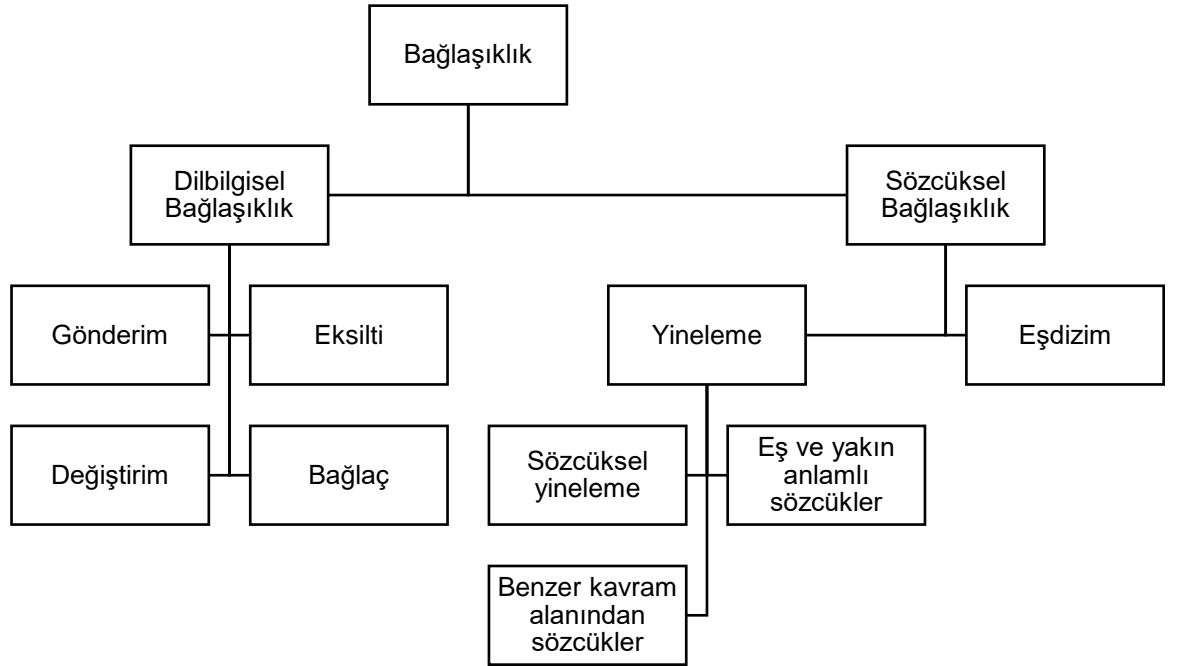 Bağlaşıklık
Dilbilgisel
Bağlaşıklık
Sözcüksel
Bağlaşıklık
Gönderim
Eksilti
Yineleme
Eşdizim
Değiştirim
Bağlaç
Sözcüksel
yineleme
Eş ve yakın
anlamlı
sözcükler
Benzer kavram
alanından
sözcükler